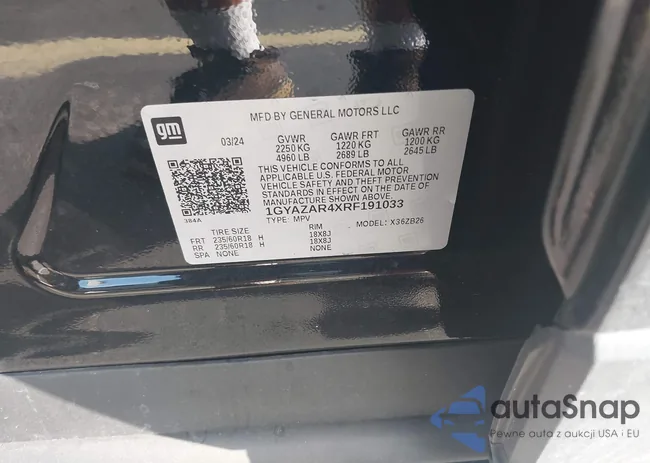 gm
MFD BY GENERAL MOTORS LLC
03/24 GVWR GAWR FRT GAWR RR
2250 KG 1220 KG 1200 KG
4960 LB 2689 LB 2645 LB
THIS VEHICLE CONFORMS TO ALL
APPLICABLE U.S. FEDERAL MOTOR
VEHICLE SAFETY AND THEFT PREVENTION
STANDARDS IN EFFECT ON THE DATE OF
MANUFACTURE SHOWN ABOVE.
1GYAZAR4XRF191033
384A
TYPE: MPV MODEL: X36ZB26
TIRE SIZE RIM
FRT 235/60R18 H 18X8J
RR 235/60R18 H 18X8J
SPA NONE NONE
autaSnap
Pewne auta z aukcji USA i EU